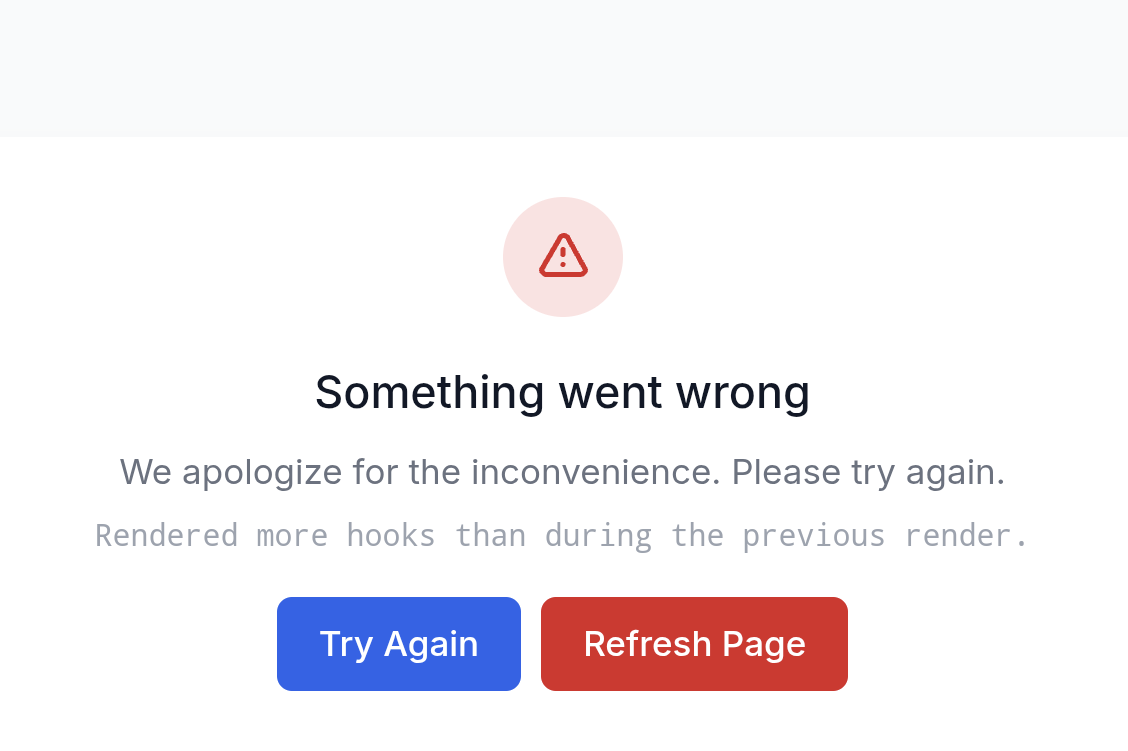 Something went wrong
We apologize for the inconvenience. Please try again.
Rendered more hooks than during the previous render.
Try Again
Refresh Page